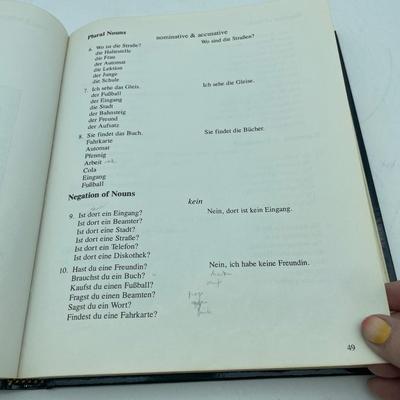 Plural Nouns nominative & accusative
6. Wo ist die Straße? Wo sind die Straßen?
die Haltestelle
die Frau
der Automat
die Lektion
der Junge
die Schule
7. Ich sehe das Gleis. Ich sehe die Gleise.
der Fußball
der Eingang
die Stadt
der Bahnsteig
der Freund
der Aufsatz
8. Sie findet das Buch. Sie findet die Bücher.
Fahrkarte
Automat
Pfennig
Arbeit
Cola
Eingang
Fußball
Negation of Nouns kein
9. Ist dort ein Eingang? Nein, dort ist kein Eingang.
Ist dort ein Beamter?
Ist dort eine Stadt?
Ist dort eine Straße?
Ist dort ein Telefon?
Ist dort eine Diskothek?
10. Hast du eine Freundin? Nein, ich habe keine Freundin.
Brauchst du ein Buch?
Kaufst du einen Fußball?
Fragst du einen Beamten?
Sagst du ein Wort?
Findest du eine Fahrkarte?
49